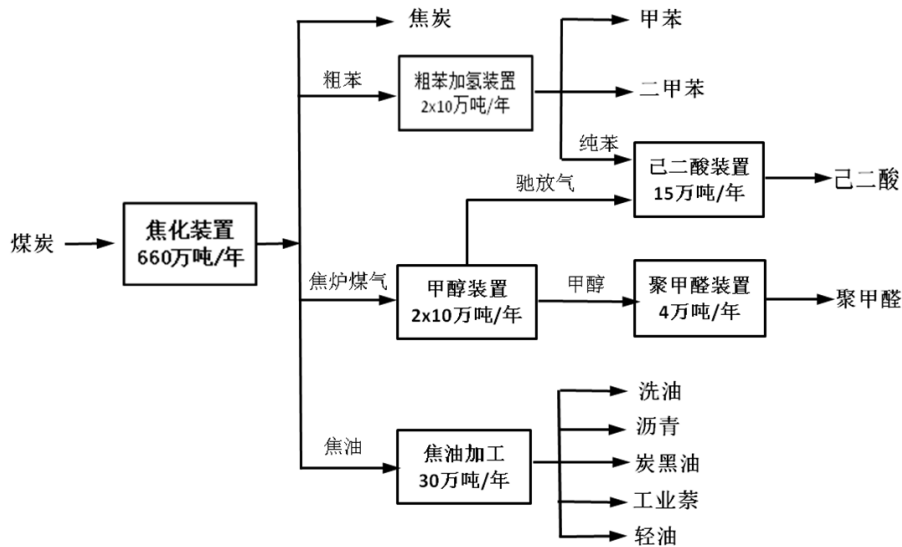 焦炭
甲苯
粗苯
粗苯加氢装置
2x10万吨/年
二甲苯
纯苯
己二酸装置
15万吨/年
己二酸
驰放气
煤炭
焦化装置
660万吨/年
焦炉煤气
甲醇装置
2x10万吨/年
甲醇
聚甲醛装置
4万吨/年
聚甲醛
焦油
焦油加工
30万吨/年
洗油
沥青
炭黑油
工业萘
轻油